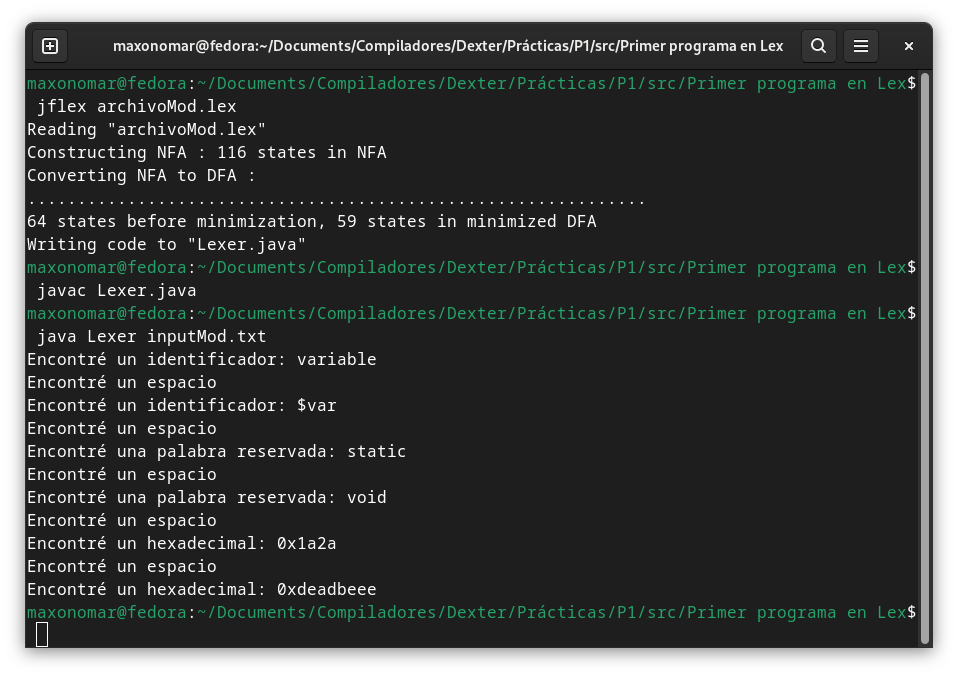 maxonomar@fedora:~/Documents/Compiladores/Dexter/Prácticas/P1/src/Primer programa en Lex
maxonomar@fedora:~/Documents/Compiladores/Dexter/Prácticas/P1/src/Primer programa en Lex$
jflex archivoMod.lex
Reading "archivoMod.lex"
Constructing NFA : 116 states in NFA
Converting NFA to DFA :
..............................................................
64 states before minimization, 59 states in minimized DFA
Writing code to "Lexer.java"
maxonomar@fedora:~/Documents/Compiladores/Dexter/Prácticas/P1/src/Primer programa en Lex$
javac Lexer.java
maxonomar@fedora:~/Documents/Compiladores/Dexter/Prácticas/P1/src/Primer programa en Lex$
java Lexer inputMod.txt
Encontré un identificador: variable
Encontré un espacio
Encontré un identificador: $var
Encontré un espacio
Encontré una palabra reservada: static
Encontré un espacio
Encontré una palabra reservada: void
Encontré un espacio
Encontré un hexadecimal: 0x1a2a
Encontré un espacio
Encontré un hexadecimal: 0xdeadbeee
maxonomar@fedora:~/Documents/Compiladores/Dexter/Prácticas/P1/src/Primer programa en Lex$